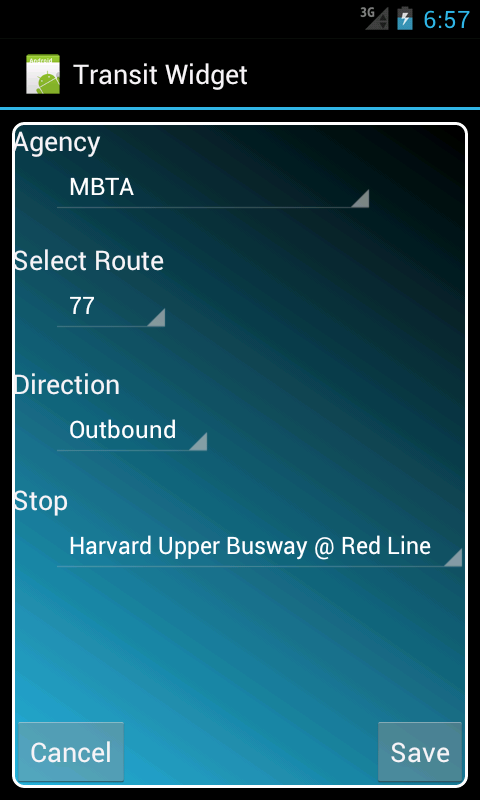 3G 6:57
Android
Transit Widget
Agency
MBTA
Select Route
77
Direction
Outbound
Stop
Harvard Upper Busway @ Red Line
Cancel Save